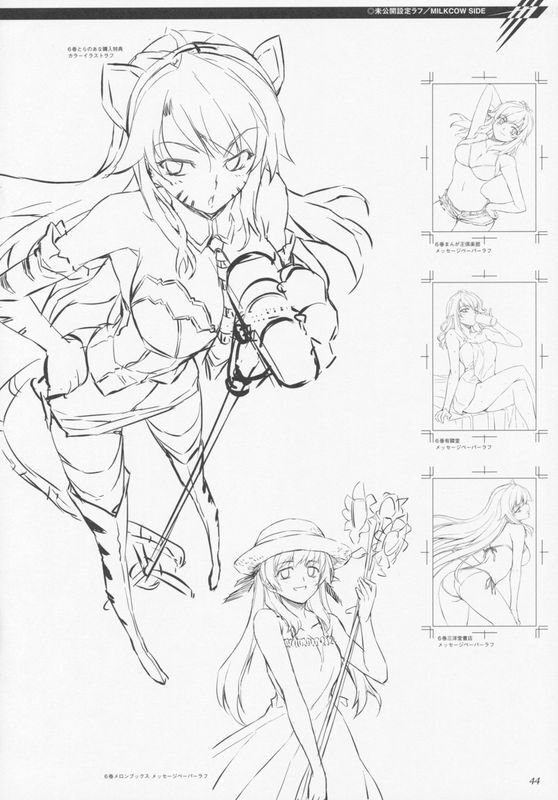 ◎未公開設定ラフ／MILKCOW SIDE
6巻とらのあな購入特典
カラーイラストラフ
6巻まんが王倶楽部
メッセージペーパーラフ
6巻有隣堂
メッセージペーパーラフ
6巻三洋堂書店
メッセージペーパーラフ
6巻メロンブックス メッセージペーパーラフ
44